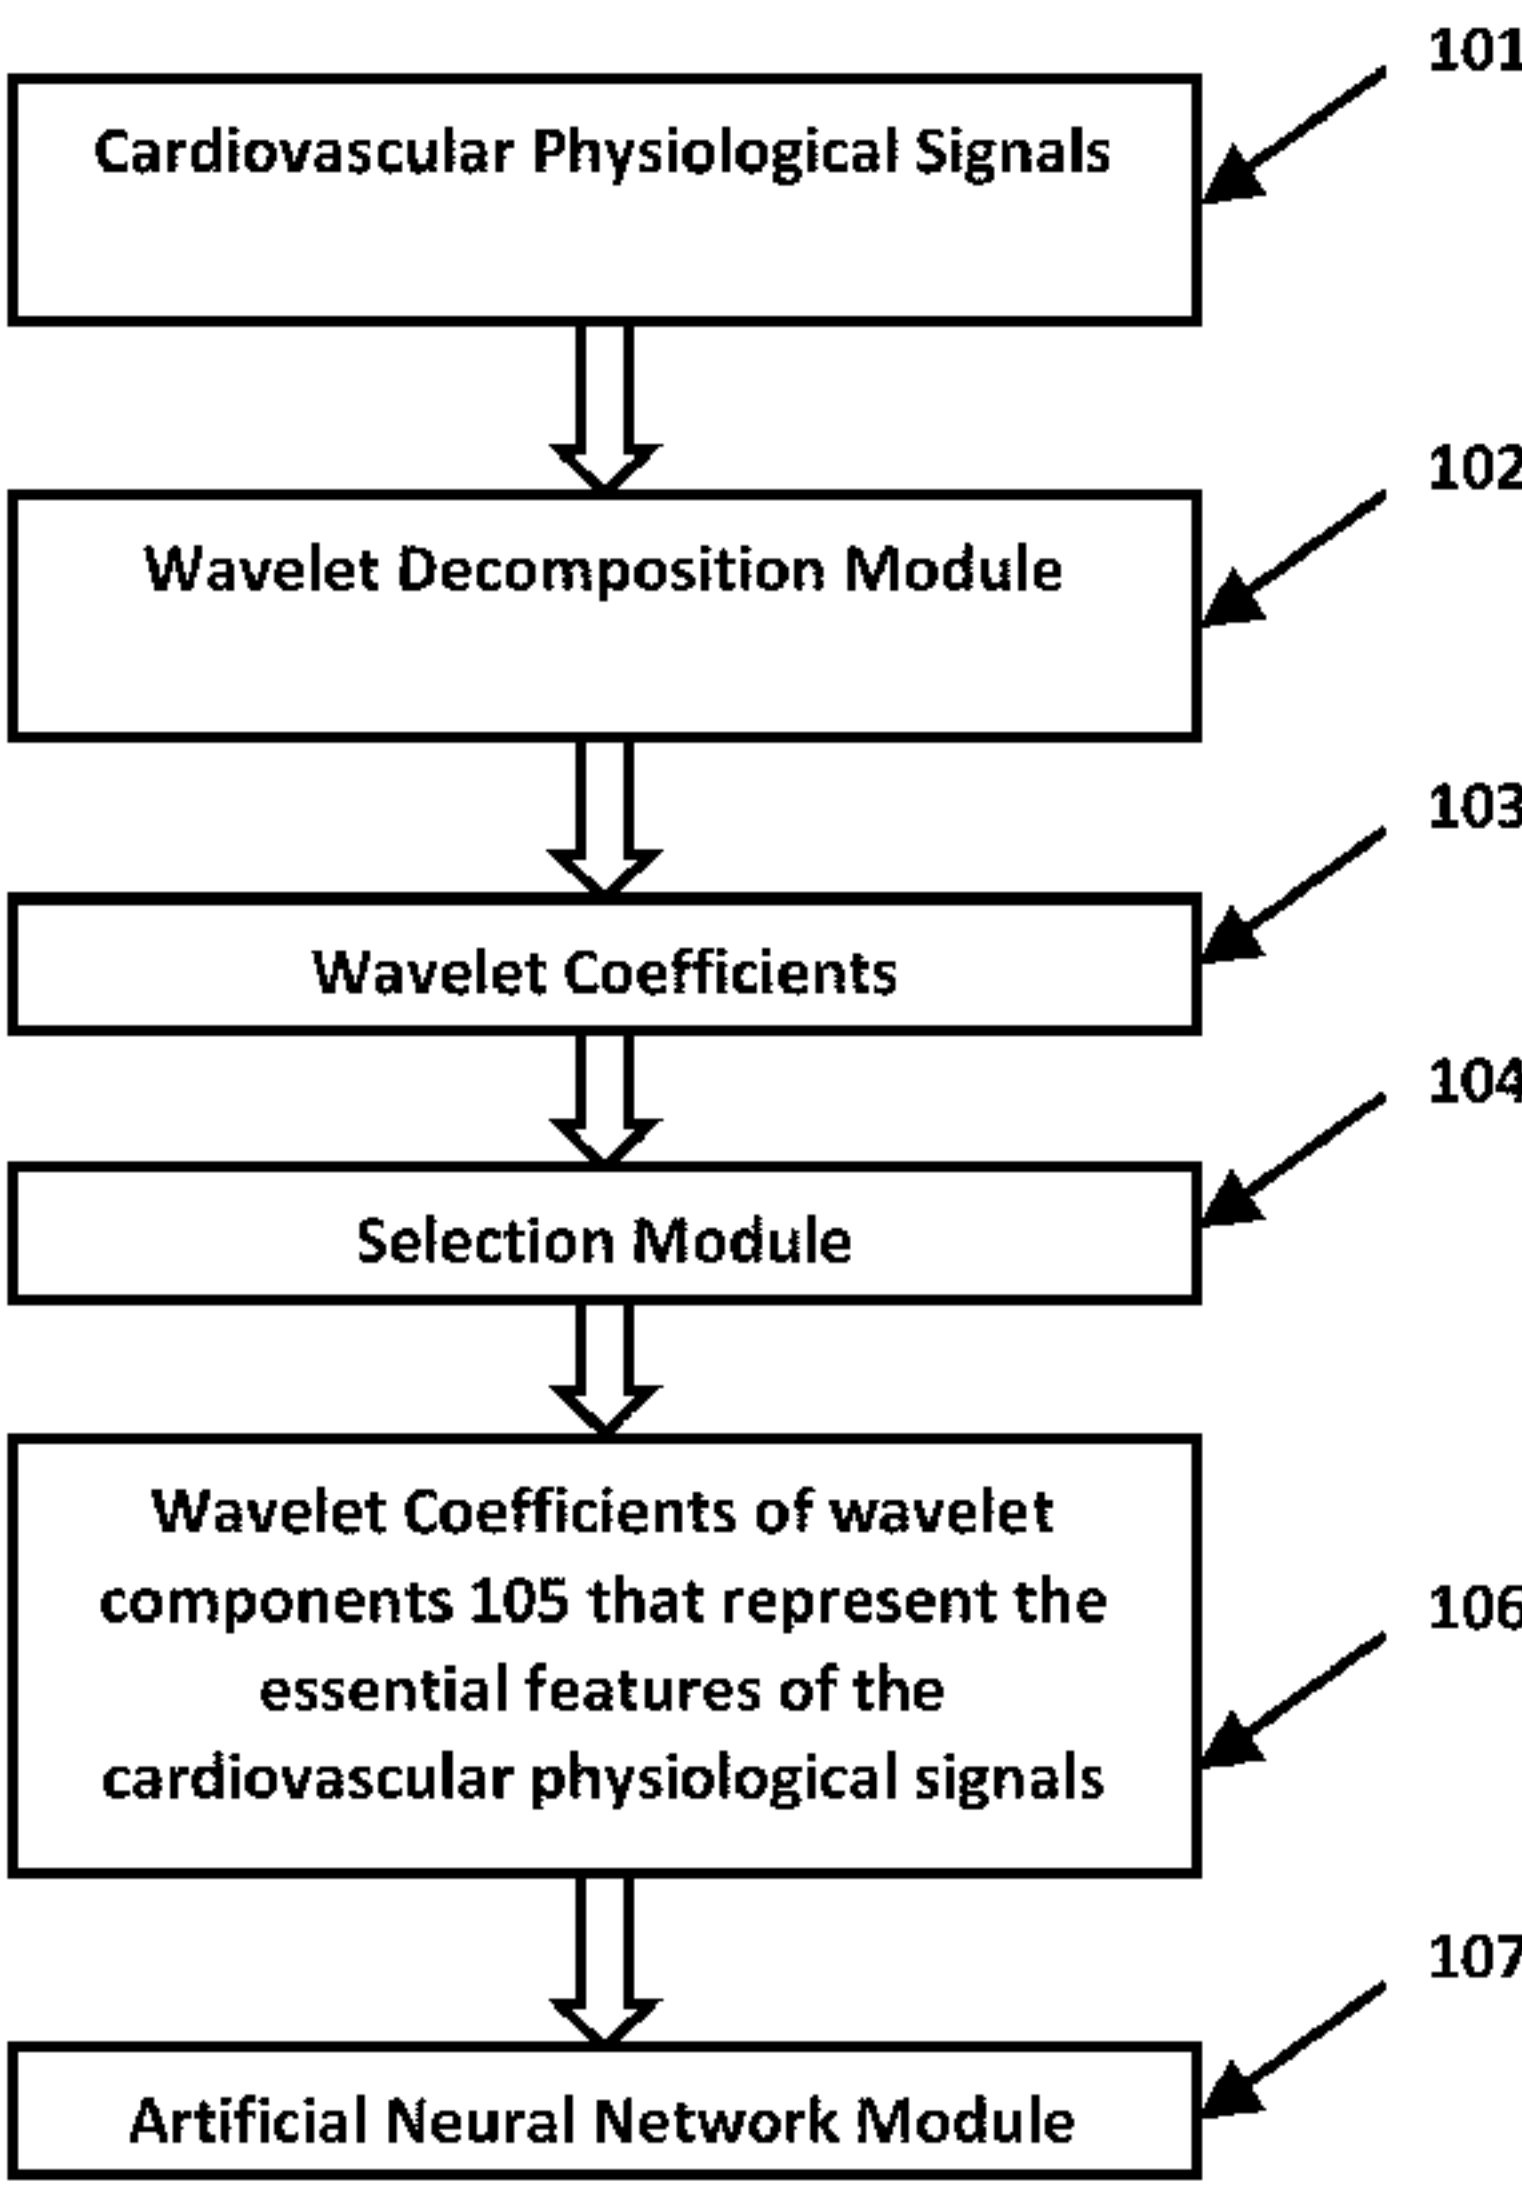 101
Cardiovascular Physiological Signals
102
Wavelet Decomposition Module
103
Wavelet Coefficients
104
Selection Module
Wavelet Coefficients of wavelet
components 105 that represent the
106
essential features of the
cardiovascular physiological signals
107
Artificial Neural Network Module